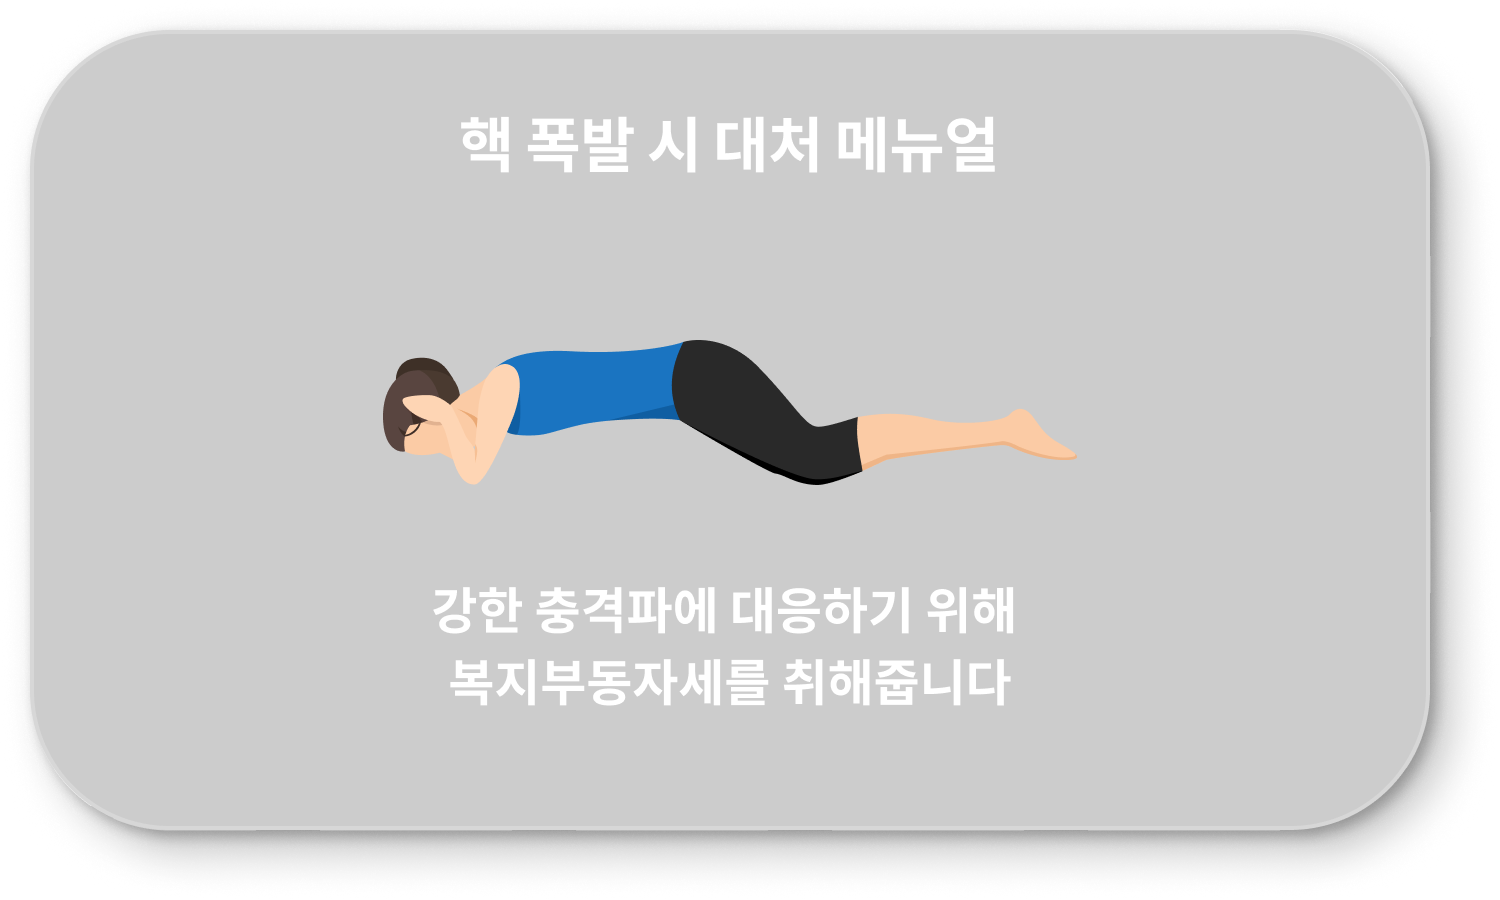 핵 폭발 시 대처 메뉴얼
강한 충격파에 대응하기 위해
복지부동자세를 취해줍니다